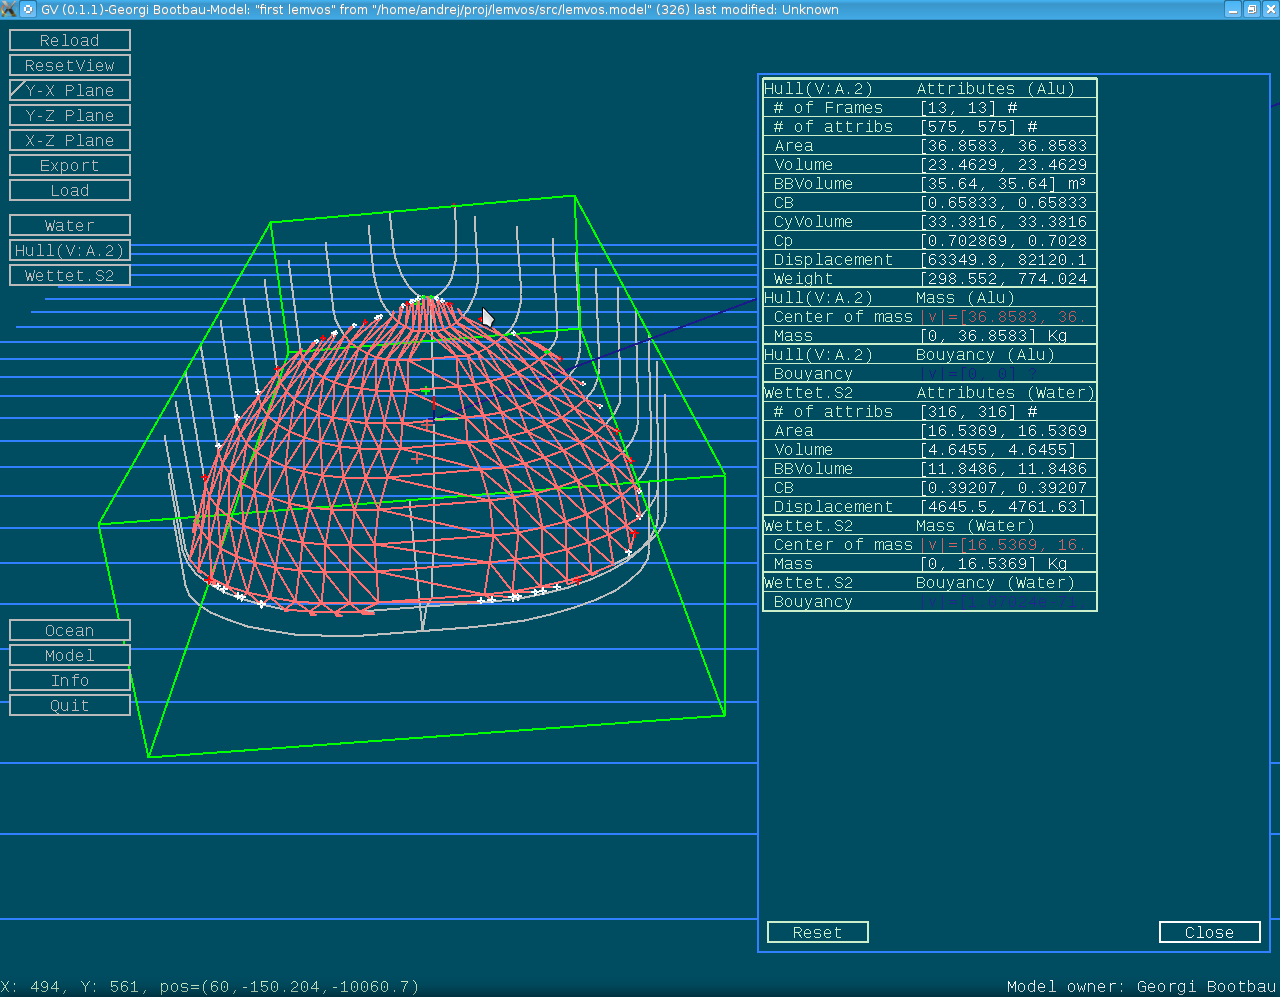 GV (0.1.1)-Georgi Bootbau-Model: "first lemvos" from "/home/andrej/proj/lemvos/src/lemvos.model" (326) last modified: Unknown
Reload
ResetView
Y-X Plane
Y-Z Plane
X-Z Plane
Export
Load
Water
Hull(V:A.2)
Wettet.S2
Ocean
Model
Info
Quit
Hull(V:A.2) Attributes (Alu)
# of Frames [13, 13] #
# of attribs [575, 575] #
Area [36.8583, 36.8583
Volume [23.4629, 23.4629
BBVolume [35.64, 35.64] m³
CB [0.65833, 0.65833
CyVolume [33.3816, 33.3816
Cp [0.702869, 0.7028
Displacement [63349.8, 82120.1
Weight [298.552, 774.024
Hull(V:A.2) Mass (Alu)
Center of mass |v|=[36.8583, 36.
Mass [0, 36.8583] Kg
Hull(V:A.2) Bouyancy (Alu)
Bouyancy |v|=[0, 0] ?
Wettet.S2 Attributes (Water)
# of attribs [316, 316] #
Area [16.5369, 16.5369
Volume [4.6455, 4.6455]
BBVolume [11.8486, 11.8486
CB [0.39207, 0.39207
Displacement [4645.5, 4761.63]
Wettet.S2 Mass (Water)
Center of mass |v|=[16.5369, 16.
Mass [0, 16.5369] Kg
Wettet.S2 Bouyancy (Water)
Bouyancy
Reset
Close
X: 494, Y: 561, pos=(60,-150.204,-10060.7)
Model owner: Georgi Bootbau